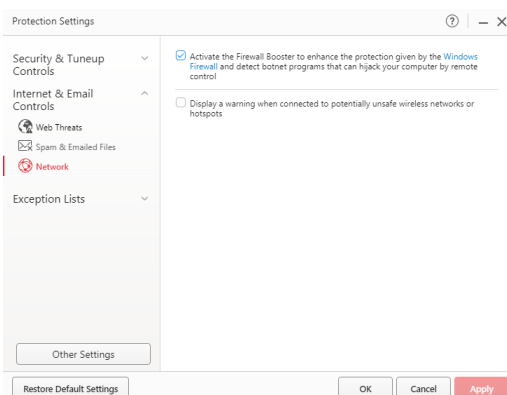 Protection Settings
?
Security & Tuneup
Controls
Internet & Email
Controls
Web Threats
Spam & Emailed Files
Network
Exception Lists
Other Settings
Activate the Firewall Booster to enhance the protection given by the Windows
Firewall and detect botnet programs that can hijack your computer by remote
control
Display a warning when connected to potentially unsafe wireless networks or
hotspots
Restore Default Settings
OK
Cancel
Apply